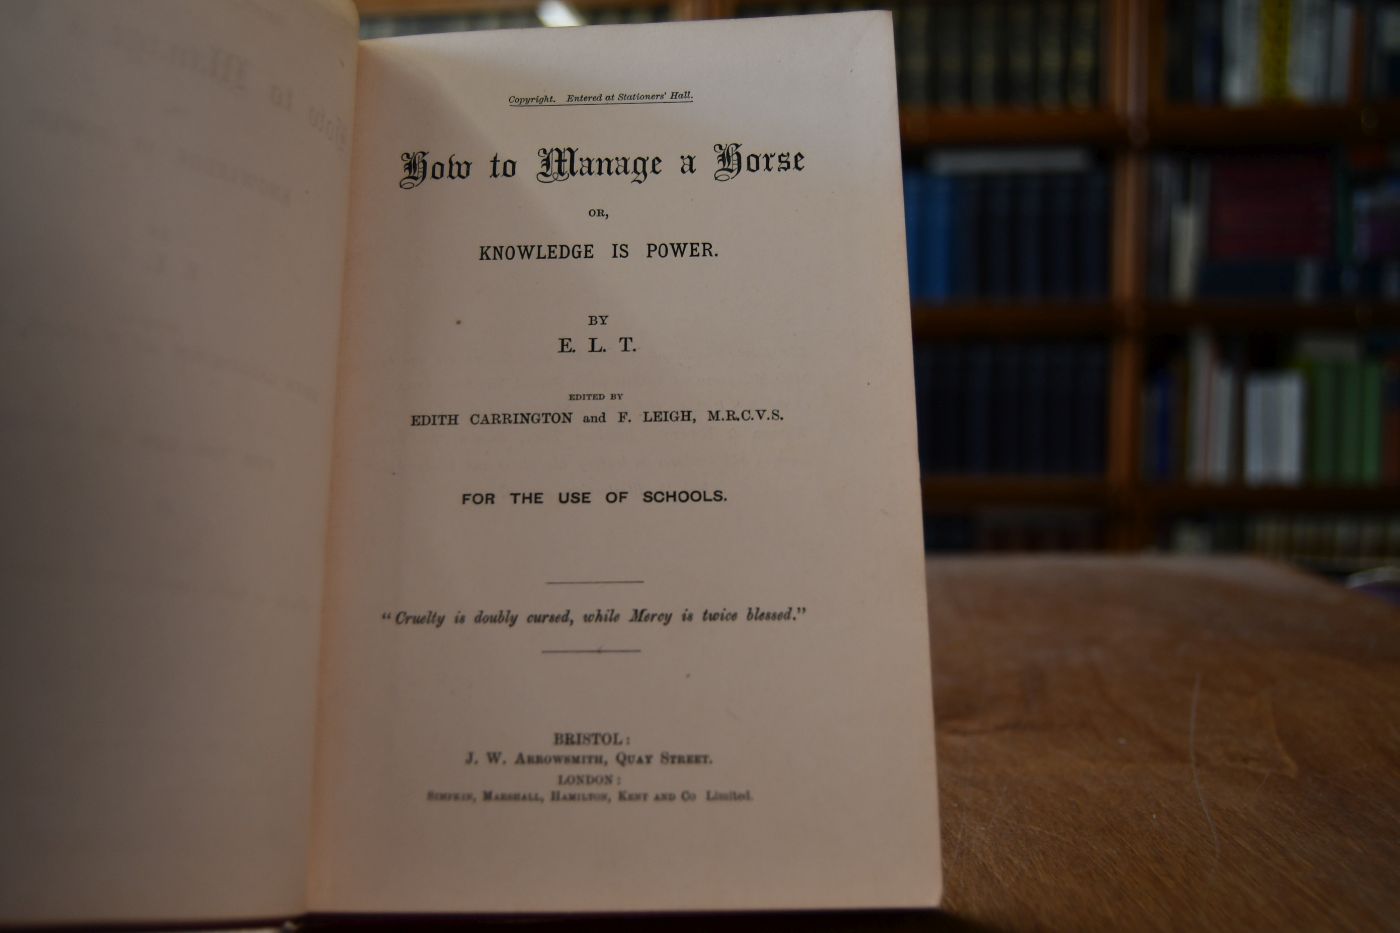 Copyright. Entered at Stationers' Hall.
How to Manage a Horse
OR,
KNOWLEDGE IS POWER.
BY
E. L. T.
EDITED BY
EDITH CARRINGTON and F. LEIGH, M.R.C.V.S.
FOR THE USE OF SCHOOLS.
"Cruelty is doubly cursed, while Mercy is twice blessed."
BRISTOL:
J. W. ARROWSMITH, QUAY STREET.
LONDON:
SIMPKIN, MARSHALL, HAMILTON, KENT AND CO LIMITED.